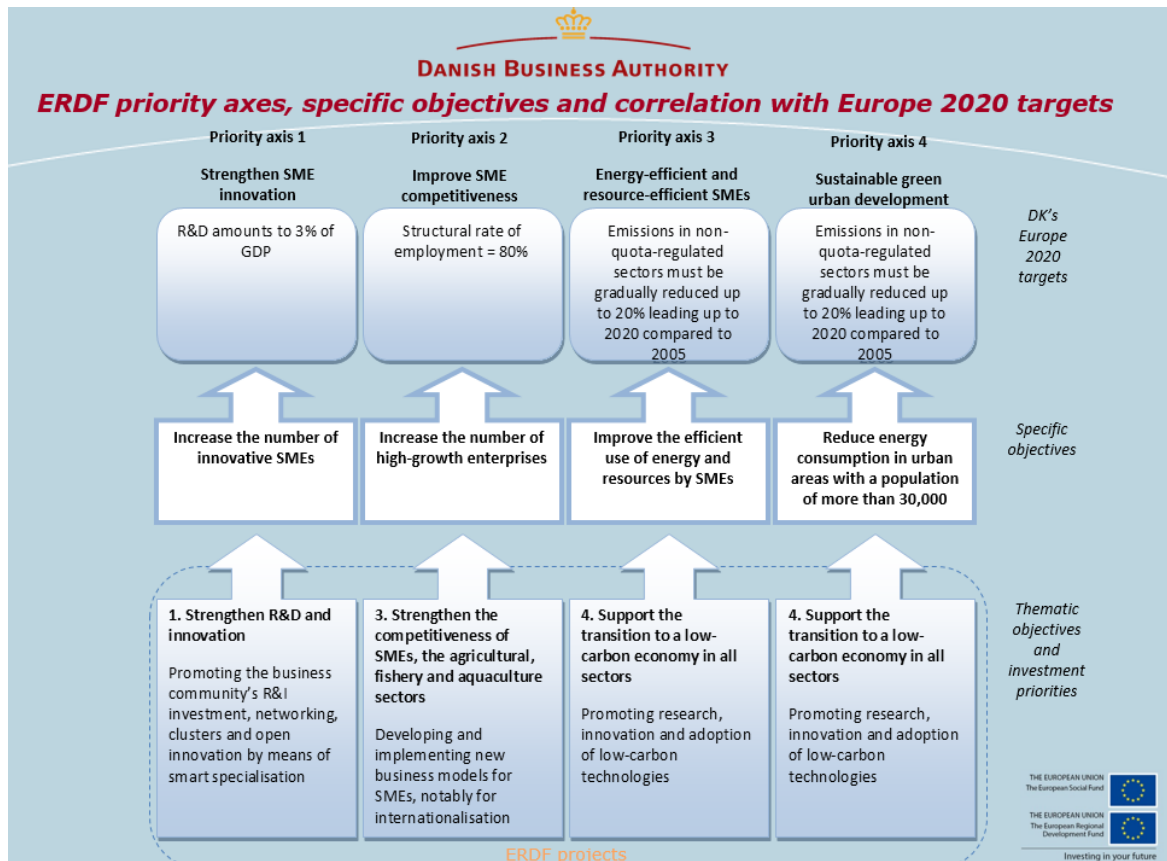 DANISH BUSINESS AUTHORITY
ERDF priority axes, specific objectives and correlation with Europe 2020 targets
Priority axis 1
Strengthen SME
innovation
Priority axis 2
Improve SME
competitiveness
Priority axis 3
Energy-efficient and
resource-efficient SMEs
Priority axis 4
Sustainable green
urban development
R&D amounts to 3% of
GDP
Structural rate of
employment = 80%
Emissions in non-
quota-regulated
sectors must be
gradually reduced up
to 20% leading up to
2020 compared to
2005
Emissions in non-
quota-regulated
sectors must be
gradually reduced up
to 20% leading up to
2020 compared to
2005
DK's
Europe
2020
targets
Increase the number of
innovative SMEs
Increase the number of
high-growth enterprises
Improve the efficient
use of energy and
resources by SMEs
Reduce energy
consumption in urban
areas with a population
of more than 30,000
Specific
objectives
1. Strengthen R&D and
innovation
Promoting the business
community's R&I
investment, networking,
clusters and open
innovation by means of
smart specialisation
3. Strengthen the
competitiveness of
SMEs, the agricultural,
fishery and aquaculture
sectors
Developing and
implementing new
business models for
SMEs, notably for
internationalisation
4. Support the
transition to a low-
carbon economy in all
sectors
Promoting research,
innovation and adoption
of low-carbon
technologies
4. Support the
transition to a low-
carbon economy in all
sectors
Promoting research,
innovation and adoption
of low-carbon
technologies
Thematic
objectives
and
investment
priorities
ERDF projects
THE EUROPEAN UNION
The European Social Fund
THE EUROPEAN UNION
The European Regional
Development Fund
Investing in your future